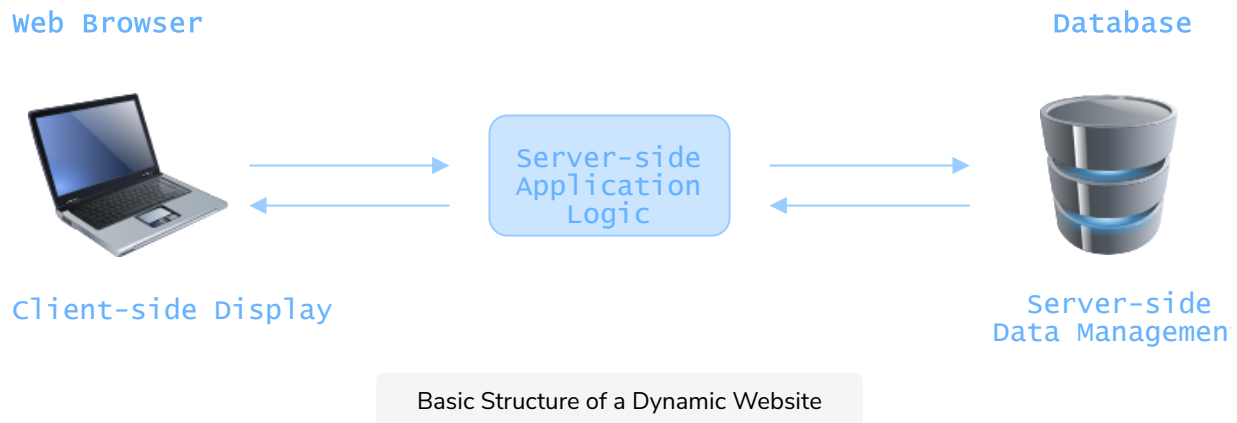 Web Browser
Database
Server-side
Application
Logic
Client-side Display
Server-side
Data Managemen
Basic Structure of a Dynamic Website